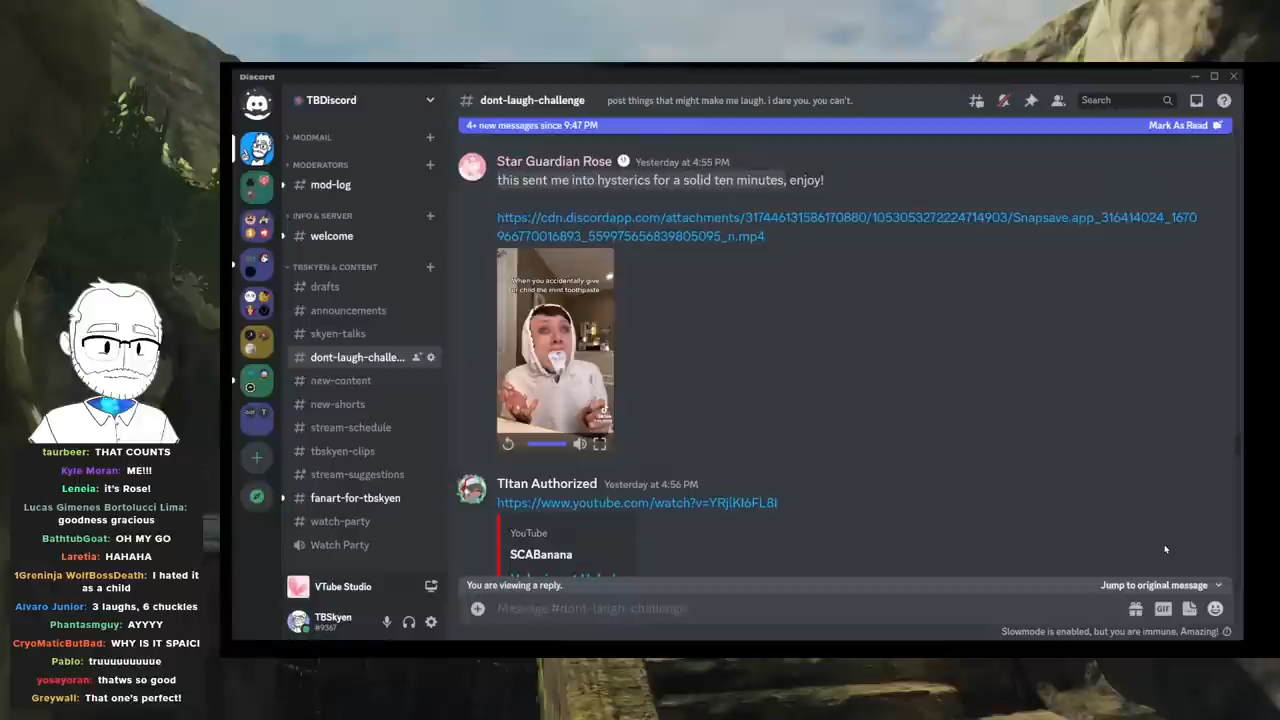 Discord
TBDiscord
MODMAIL
MODERATORS
mod-log
INFO & SERVER
welcome
TBSKYEN & CONTENT
drafts
announcements
skyen-talks
dont-laugh-challe...
new-content
new-shorts
stream-schedule
tbskyen-clips
stream-suggestions
fanart-for-tbskyen
watch-party
Watch Party
VTube Studio
TBSkyen
#9367
dont-laugh-challenge
post things that might make me laugh. i dare you. you can't.
Search
4+ new messages since 9:47 PM
Mark As Read
Star Guardian Rose Yesterday at 4:55 PM
this sent me into hysterics for a solid ten minutes, enjoy!
https://cdn.discordapp.com/attachments/317446131586170880/1053053272224714903/Snapsave.app_316414024_1670
966770016893_559975656839805095_n.mp4
When you accidentally give
ur child the mint toothpaste
TItan Authorized Yesterday at 4:56 PM
https://www.youtube.com/watch?v=YRjlKI6FL8I
YouTube
SCABanana
You are viewing a reply.
Jump to original message
Message #dont-laugh-challenge
GIF
Slowmode is enabled, but you are immune, Amazing!
taurbeer: THAT COUNTS
Kyle Moran: ME!!!
Leneia: it's Rose!
Lucas Gimenes Bortolucci Lima:
goodness gracious
BathtubGoat: OH MY GO
Laretia: HAHAHA
1Greninja WolfBossDeath: I hated it
as a child
Alvaro Junior: 3 laughs, 6 chuckles
Phantasmguy: AYYYY
CryoMaticButBad: WHY IS IT SPAIC!
Pablo: truuuuuuuue
yosayoran: thatws so good
Greywall: That one's perfect!